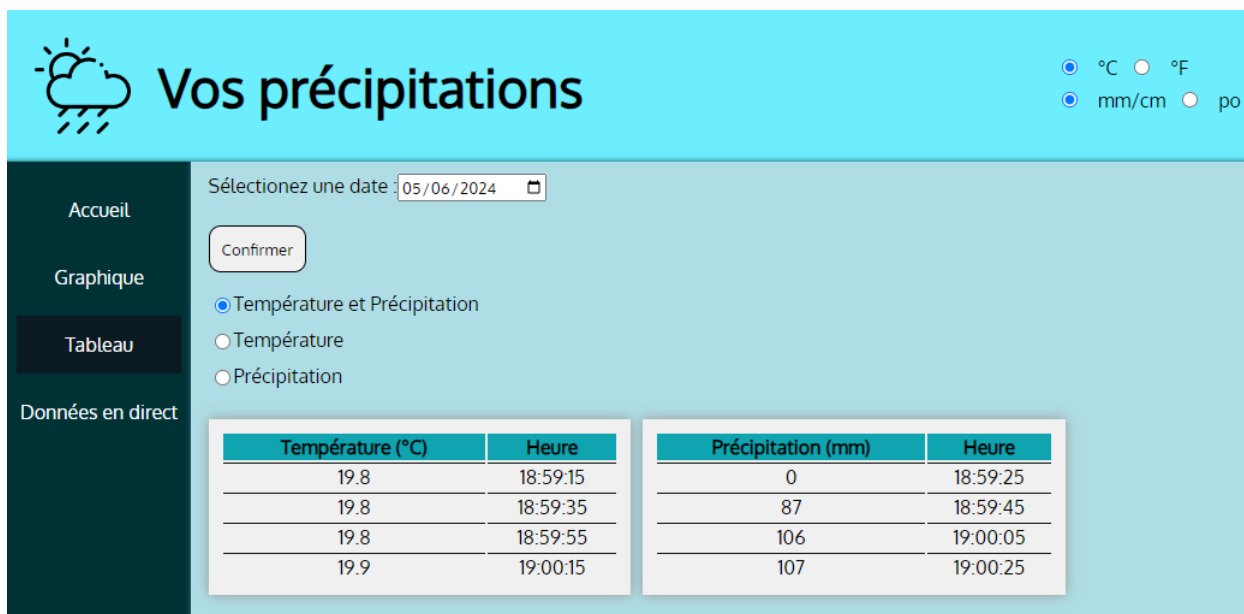 Vos précipitations
°C °F
mm/cm po
Accueil
Graphique
Tableau
Données en direct
Sélectionez une date : 05/06/2024
Confirmer
Température et Précipitation
Température
Précipitation
Température (°C) Heure
19.8 18:59:15
19.8 18:59:35
19.8 18:59:55
19.9 19:00:15
Précipitation (mm) Heure
0 18:59:25
87 18:59:45
106 19:00:05
107 19:00:25